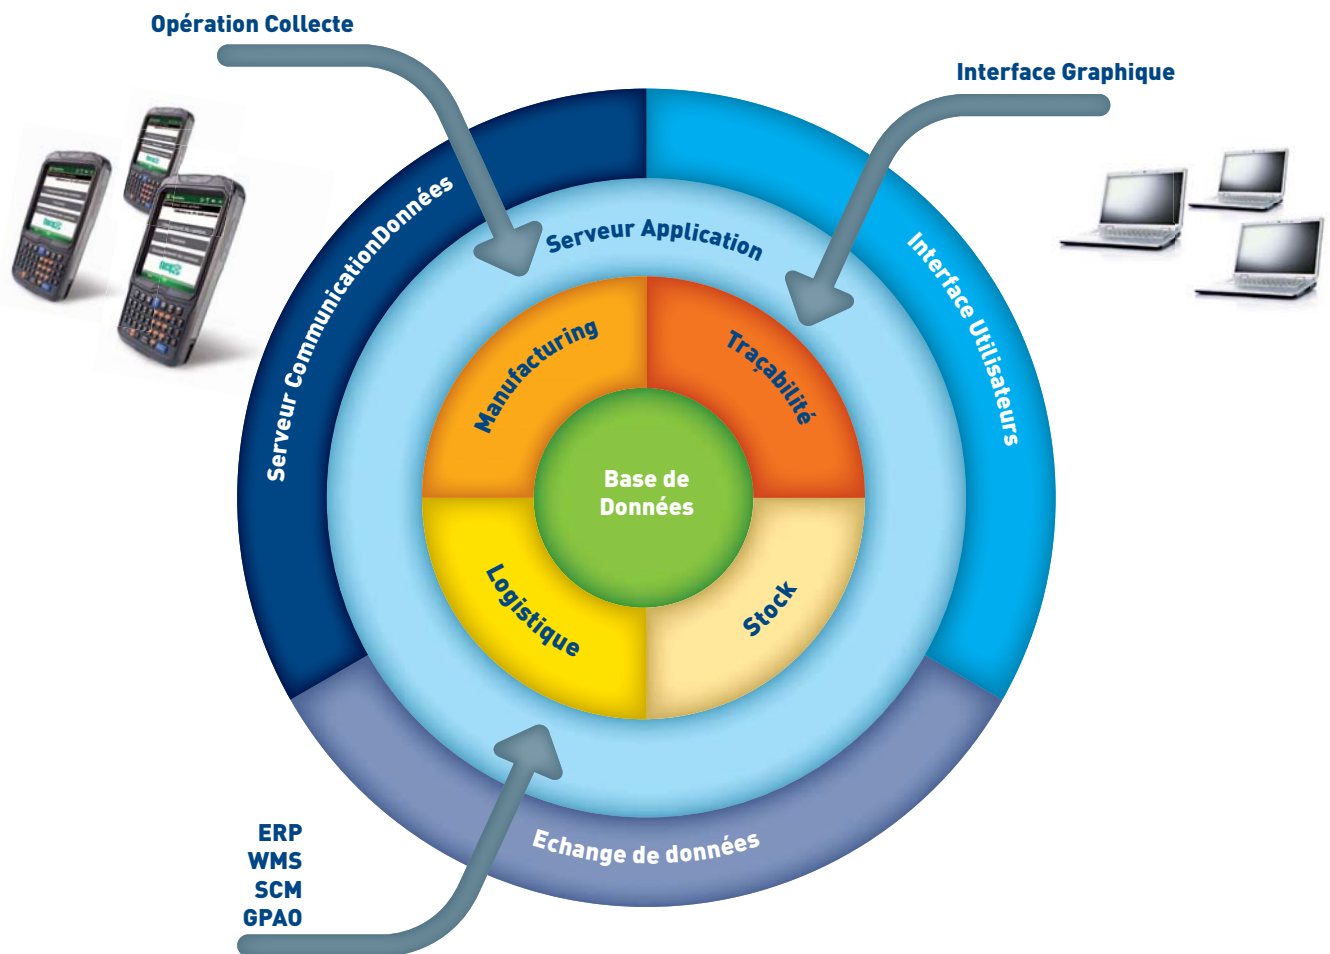 Opération Collecte
Interface Graphique
Serveur CommunicationDonnées
Serveur Application
Interface Utilisateurs
Manufacturing
Traçabilité
Base de
Données
Logistique
Stock
Echange de données
ERP
WMS
SCM
GPAO